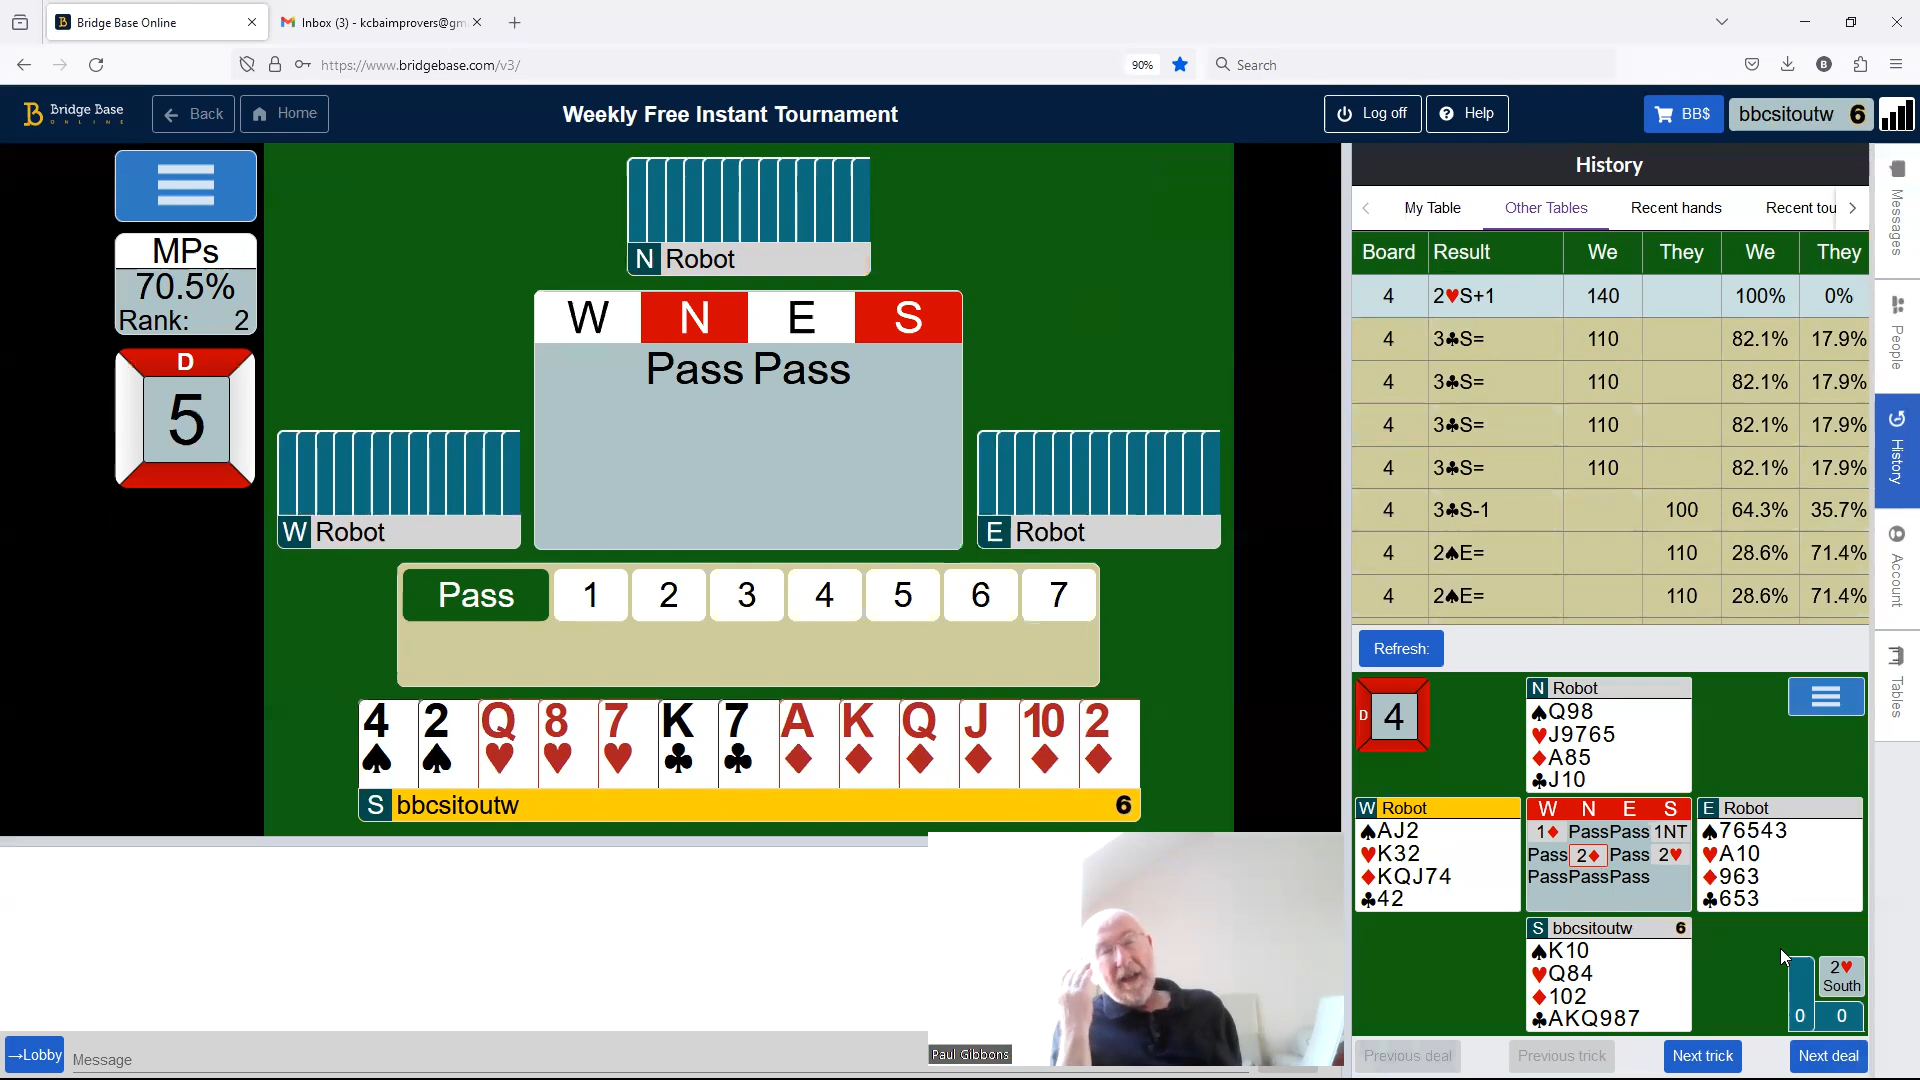 Bridge Base Online
Inbox (3) - kcbaimprovers@gm
https://www.bridgebase.com/v3/
90%
Search
B
Bridge Base
ONLINE
Back
Home
Weekly Free Instant Tournament
Log off
Help
BB$
bbcsitoutw 6
MPs
70.5%
Rank: 2
D
5
N Robot
W N E S
Pass Pass
W Robot
E Robot
Pass 1 2 3 4 5 6 7
4♠ 2♠ Q♥ 8♥ 7♥ K♣ 7♣ A♦ K♦ Q♦ J♦ 10♦ 2♦
S bbcsitoutw 6
Paul Gibbons
→Lobby
Message
History
My Table Other Tables Recent hands Recent tou
Board Result We They We They
4 2♥S+1 140 100% 0%
4 3♣S= 110 82.1% 17.9%
4 3♣S= 110 82.1% 17.9%
4 3♣S= 110 82.1% 17.9%
4 3♣S= 110 82.1% 17.9%
4 3♣S-1 100 64.3% 35.7%
4 2♠E= 110 28.6% 71.4%
4 2♠E= 110 28.6% 71.4%
Refresh:
D 4
N Robot
♠Q98
♥J9765
♦A85
♣J10
W Robot
♠AJ2
♥K32
♦KQJ74
♣42
W N E S
1♦ Pass Pass 1NT
Pass 2♦ Pass 2♥
Pass Pass Pass
E Robot
♠76543
♥A10
♦963
♣653
S bbcsitoutw 6
♠K10
♥Q84
♦102
♣AKQ987
2♥
South
0 0
Previous deal
Previous trick
Next trick
Next deal
Messages
People
History
Account
Tables